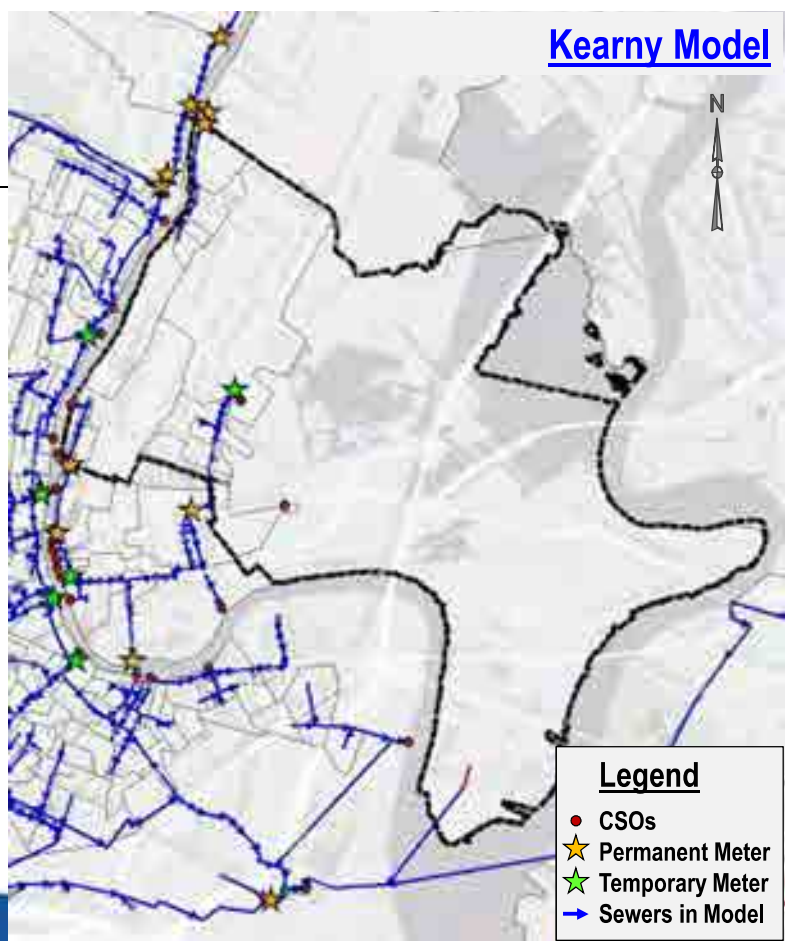 Kearny Model
N
Legend
CSOs
Permanent Meter
Temporary Meter
Sewers in Model